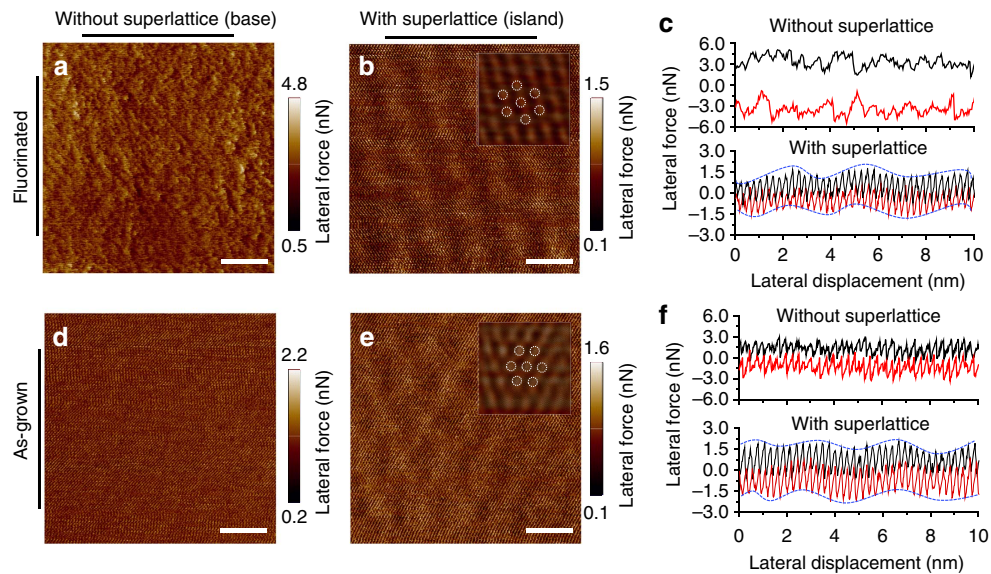 Without superlattice (base)
With superlattice (island)
Fluorinated
a
4.8
0.5
Lateral force (nN)
b
1.5
0.1
Lateral force (nN)
c
Without superlattice
6.0
3.0
0.0
−3.0
−6.0
With superlattice
3.0
1.5
0.0
−1.5
−3.0
Lateral force (nN)
0 2 4 6 8 10
Lateral displacement (nm)
As-grown
d
2.2
0.2
Lateral force (nN)
e
1.6
0.1
Lateral force (nN)
f
Without superlattice
6.0
3.0
0.0
−3.0
−6.0
With superlattice
3.0
1.5
0.0
−1.5
−3.0
Lateral force (nN)
0 2 4 6 8 10
Lateral displacement (nm)